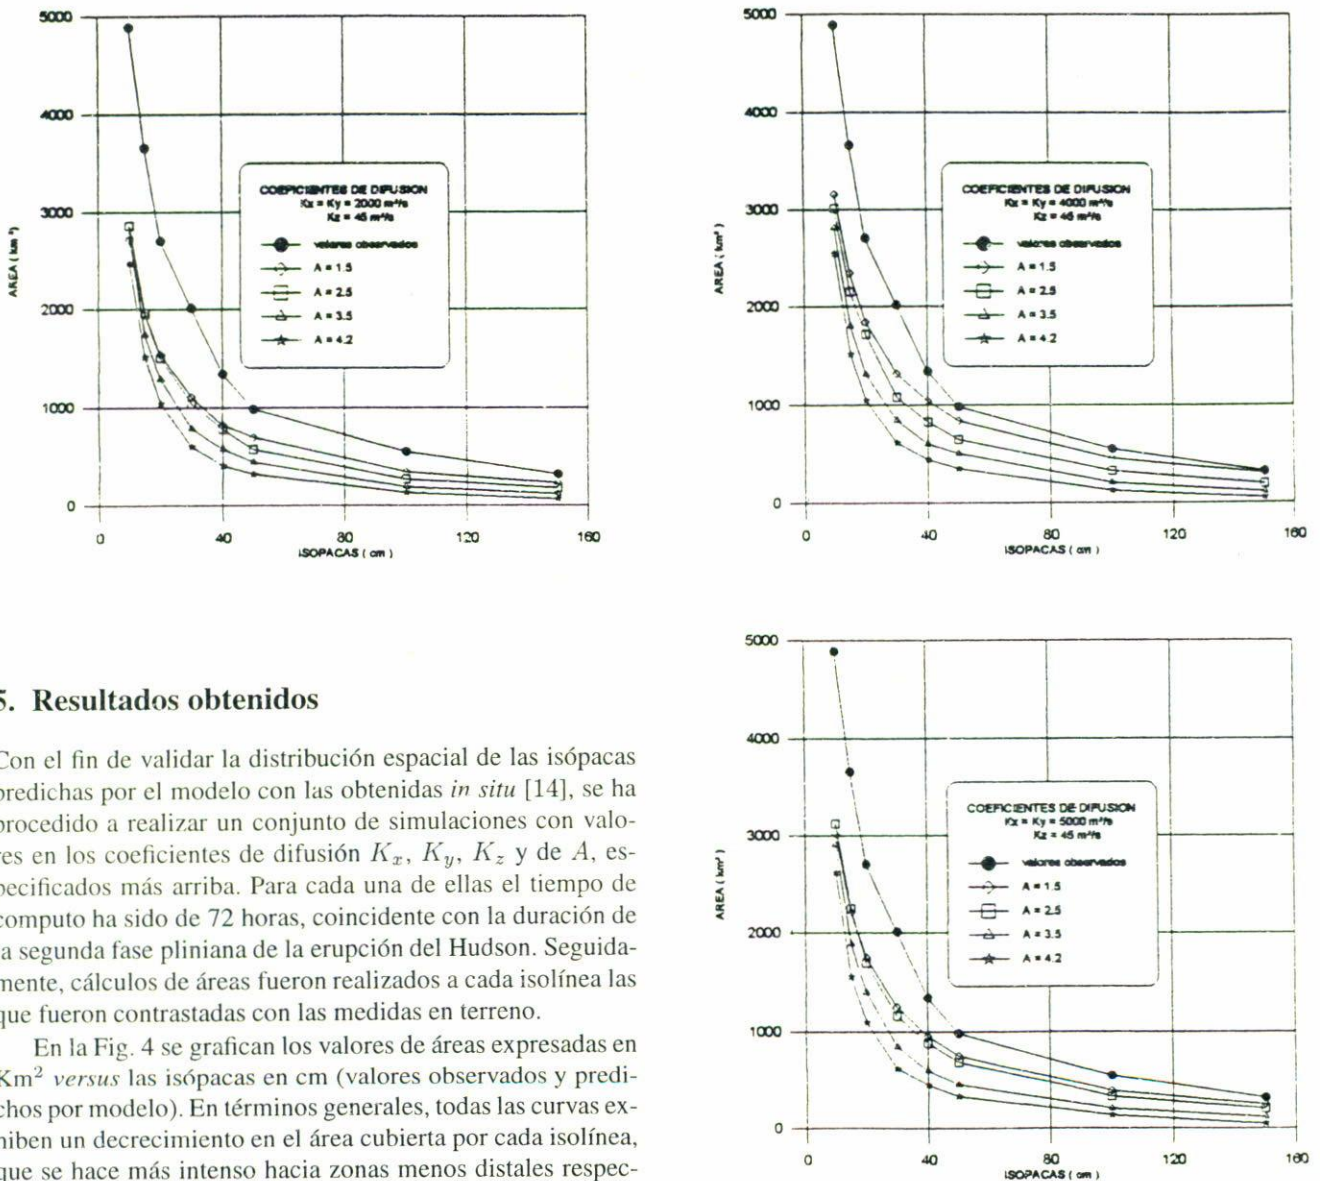 5000
4000
3000
2000
1000
0
AREA ( km ²)
0
40
80
120
160
ISOPACAS ( cm )
COEFICIENTES DE DIFUSION
Kx = Ky = 2000 m²/s
Kz = 45 m²/s
valores observados
A = 1.5
A = 2.5
A = 3.5
A = 4.2
5000
4000
3000
2000
1000
0
AREA ( km²)
0
40
80
120
160
ISOPACAS ( cm )
COEFICIENTES DE DIFUSION
Kx = Ky = 4000 m²/s
Kz = 45 m²/s
valores observados
A = 1.5
A = 2.5
A = 3.5
A = 4.2
5. Resultados obtenidos
Con el fin de validar la distribución espacial de las isópacas
predichas por el modelo con las obtenidas in situ [14], se ha
procedido a realizar un conjunto de simulaciones con valo-
res en los coeficientes de difusión Kx, Ky, Kz y de A, es-
pecificados más arriba. Para cada una de ellas el tiempo de
computo ha sido de 72 horas, coincidente con la duración de
la segunda fase pliniana de la erupción del Hudson. Seguida-
mente, cálculos de áreas fueron realizados a cada isolínea las
que fueron contrastadas con las medidas en terreno.
En la Fig. 4 se grafican los valores de áreas expresadas en
Km² versus las isópacas en cm (valores observados y predi-
chos por modelo). En términos generales, todas las curvas ex-
hiben un decrecimiento en el área cubierta por cada isolínea,
que se hace más intenso hacia zonas menos distales respec-
5000
4000
3000
2000
1000
0
AREA ( km²)
0
40
80
120
160
ISOPACAS ( cm )
COEFICIENTES DE DIFUSION
Kx = Ky = 5000 m²/s
Kz = 45 m²/s
valores observados
A = 1.5
A = 2.5
A = 3.5
A = 4.2